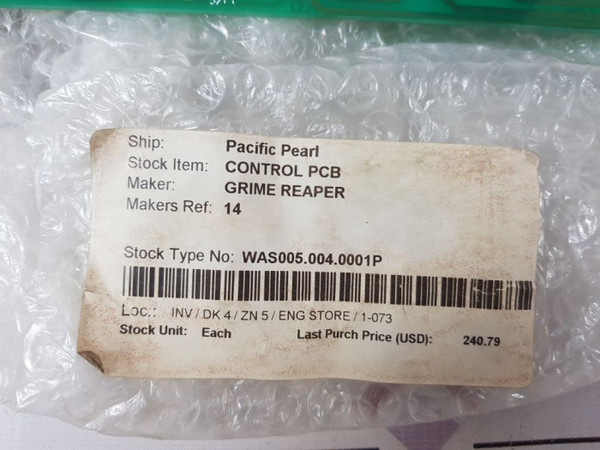 Ship: Pacific Pearl
Stock Item: CONTROL PCB
Maker: GRIME REAPER
Makers Ref: 14
Stock Type No: WAS005.004.0001P
Loc.: INV / DK 4 / ZN 5 / ENG STORE / 1-073
Stock Unit: Each Last Purch Price (USD): 240.79